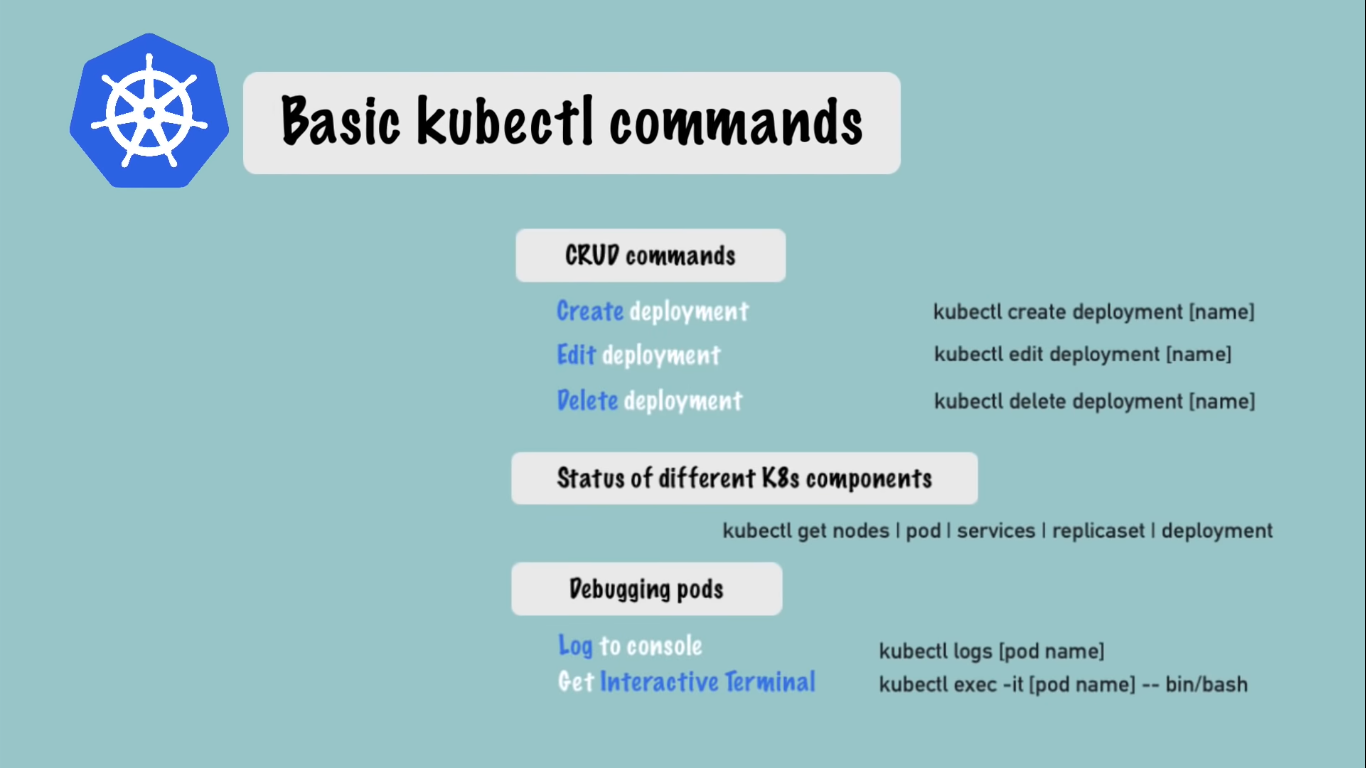 Basic kubectl commands
CRUD commands
Create deployment kubectl create deployment [name]
Edit deployment kubectl edit deployment [name]
Delete deployment kubectl delete deployment [name]
Status of different K8s components
kubectl get nodes | pod | services | replicaset | deployment
Debugging pods
Log to console kubectl logs [pod name]
Get Interactive Terminal kubectl exec -it [pod name] -- bin/bash